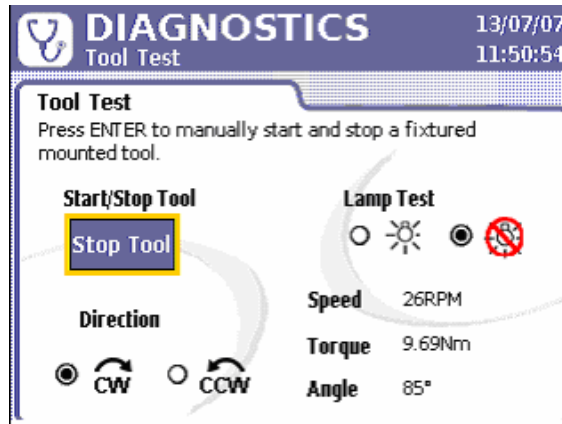 DIAGNOSTICS
Tool Test
13/07/07
11:50:54
Tool Test
Press ENTER to manually start and stop a fixtured
mounted tool.
Start/Stop Tool
Stop Tool
Lamp Test
Direction
CW
CCW
Speed 26RPM
Torque 9.69Nm
Angle 85°